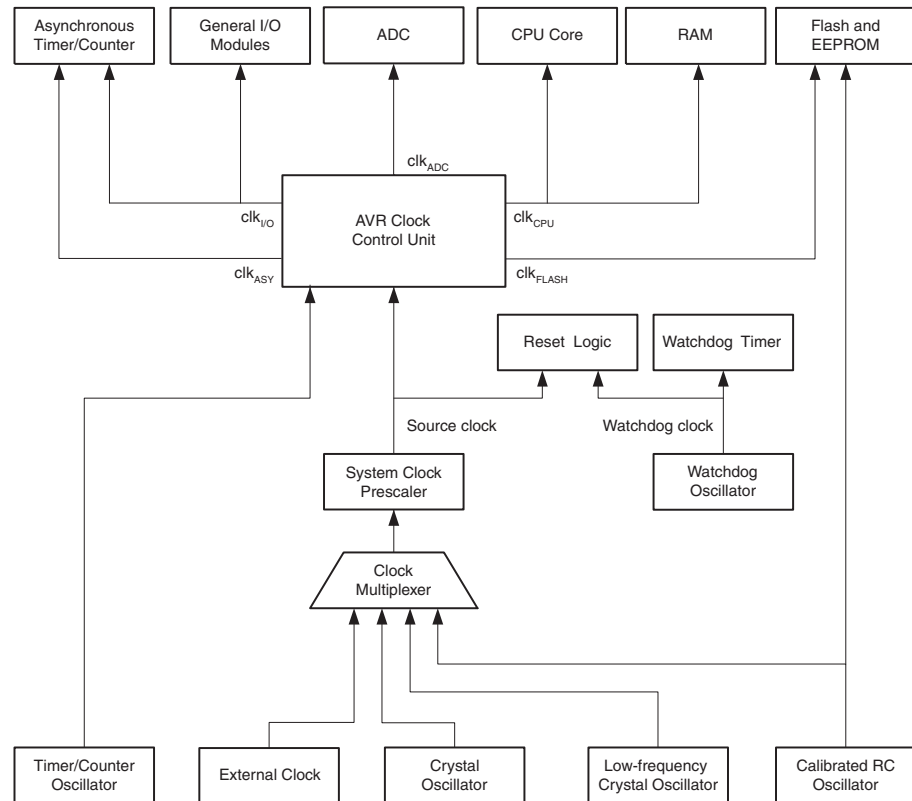 Asynchronous
Timer/Counter
General I/O
Modules
ADC
CPU Core
RAM
Flash and
EEPROM
clkADC
AVR Clock
Control Unit
clkI/O
clkCPU
clkASY
clkFLASH
Reset Logic
Watchdog Timer
Source clock
Watchdog clock
System Clock
Prescaler
Watchdog
Oscillator
Clock
Multiplexer
Timer/Counter
Oscillator
External Clock
Crystal
Oscillator
Low-frequency
Crystal Oscillator
Calibrated RC
Oscillator